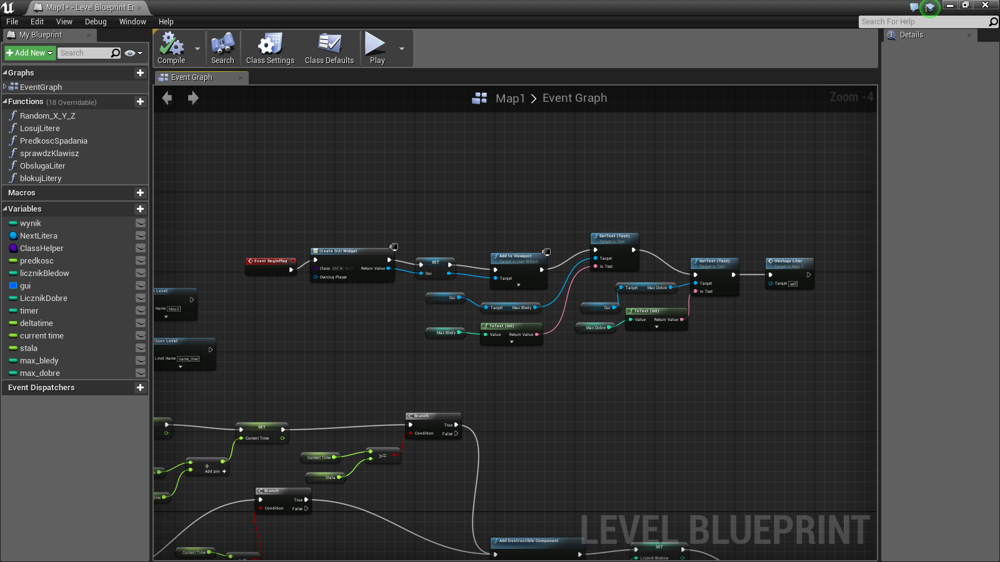 Map1* - Level Blueprint Ec
File Edit View Debug Window Help
Search For Help
My Blueprint
Add New
Search
Compile
Search
Class Settings
Class Defaults
Play
Details
Graphs
EventGraph
Functions (18 Overridable)
Random_X_Y_Z
LosujLitere
PredkoscSpadania
sprawdzKlawisz
ObslugaLiter
blokujLitery
Macros
Variables
wynik
NextLitera
ClassHelper
predkosc
licznikBledow
gui
LicznikDobre
timer
deltatime
current time
stala
max_bledy
max_dobre
Event Dispatchers
Event Graph
Map1 > Event Graph
Zoom -4
Event BeginPlay
Create GUI Widget
Class GUI
Return Value
Owning Player
SET
Gui
Add to Viewport
Target is User Widget
Target
SetText (Text)
Target is Text
Target
In Text
SetText (Text)
Target is Text
Target
In Text
Obsluga Liter
Target is Map 1
Target self
Gui
Target Max Bledy
Max Bledy
ToText (int)
Value Return Value
Target Max Dobre
Gui
Max Dobre
ToText (int)
Value Return Value
Level
Name Map2
Open Level
Level Name Game_Over
SET
Current Time
Add pin +
Branch
True
Condition False
Current Time
>=
Stala
Branch
True
Condition False
Current Time
Add Destructible Component
SET
Licznik Bledow
LEVEL BLUEPRINT